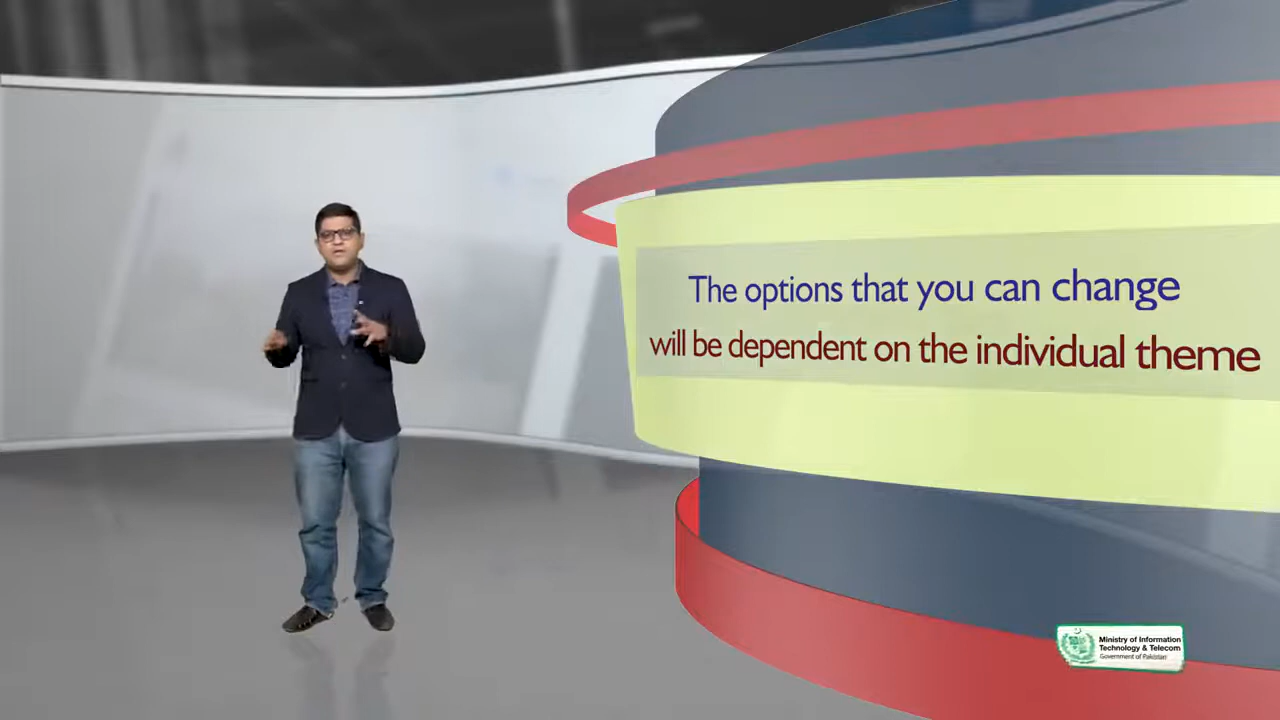 The options that you can change
will be dependent on the individual theme
Ministry of Information
Technology & Telecom
Government of Pakistan